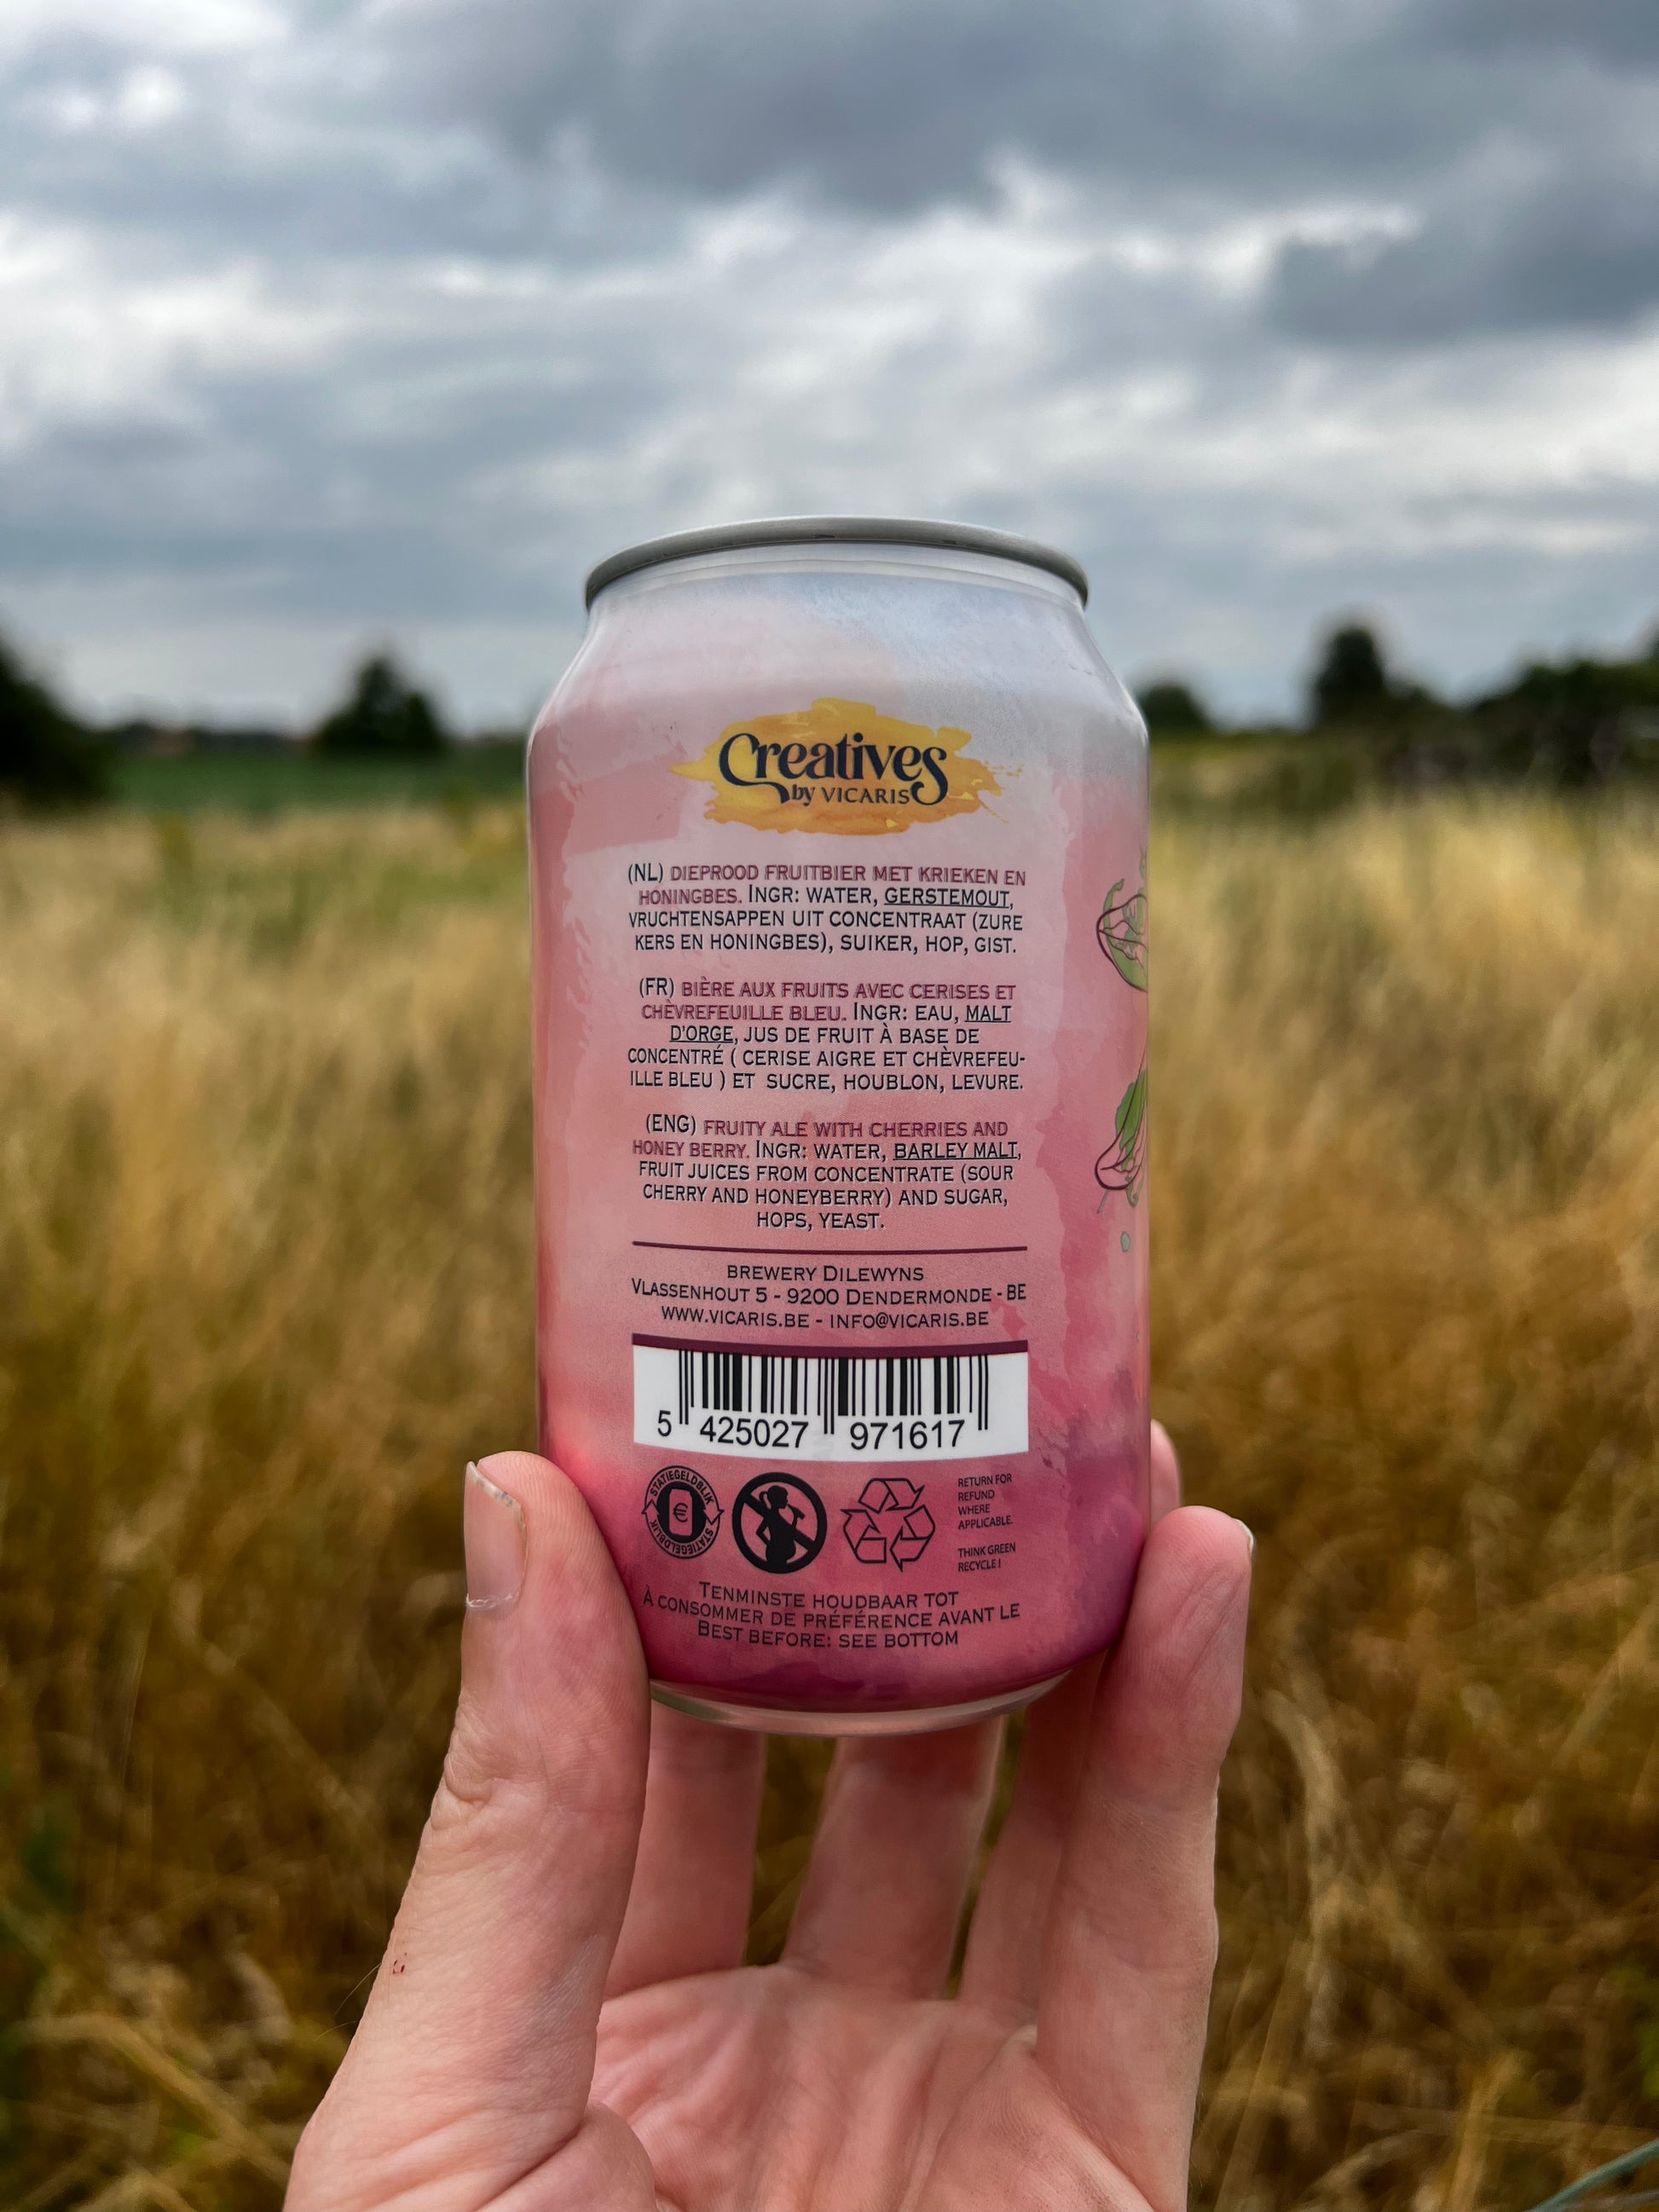 Creatives
by VICARIS
(NL) DIEPROOD FRUITBIER MET KRIEKEN EN
HONINGBES. INGR: WATER, GERSTEMOUT,
VRUCHTENSAPPEN UIT CONCENTRAAT (ZURE
KERS EN HONINGBES), SUIKER, HOP, GIST.
(FR) BIÈRE AUX FRUITS AVEC CERISES ET
CHÈVREFEUILLE BLEU. INGR: EAU, MALT
D'ORGE, JUS DE FRUIT À BASE DE
CONCENTRÉ ( CERISE AIGRE ET CHÈVREFEU-
ILLE BLEU ) ET SUCRE, HOUBLON, LEVURE.
(ENG) FRUITY ALE WITH CHERRIES AND
HONEY BERRY. INGR: WATER, BARLEY MALT,
FRUIT JUICES FROM CONCENTRATE (SOUR
CHERRY AND HONEYBERRY) AND SUGAR,
HOPS, YEAST.
BREWERY DILEWYNS
VLASSENHOUT 5 - 9200 DENDERMONDE - BE
WWW.VICARIS.BE - INFO@VICARIS.BE
5 425027 971617
STATIEGELDBLIK
€
STATIEGELDBLIK
RETURN FOR
REFUND
WHERE
APPLICABLE.
THINK GREEN
RECYCLE !
TENMINSTE HOUDBAAR TOT
À CONSOMMER DE PRÉFÉRENCE AVANT LE
BEST BEFORE: SEE BOTTOM